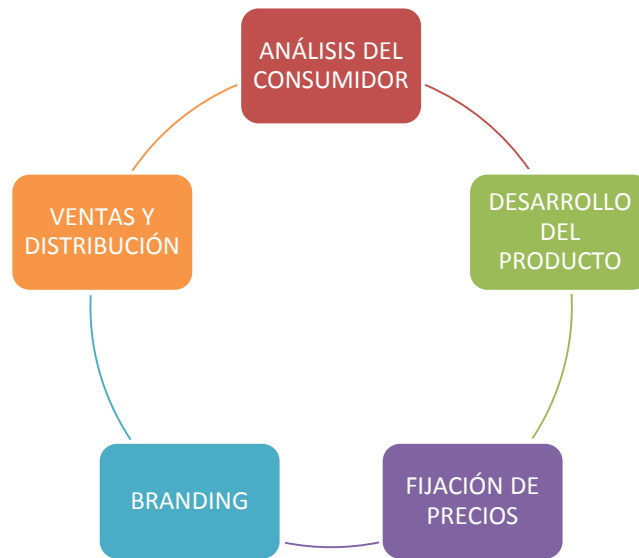 ANÁLISIS DEL
CONSUMIDOR
DESARROLLO
DEL
PRODUCTO
FIJACIÓN DE
PRECIOS
BRANDING
VENTAS Y
DISTRIBUCIÓN